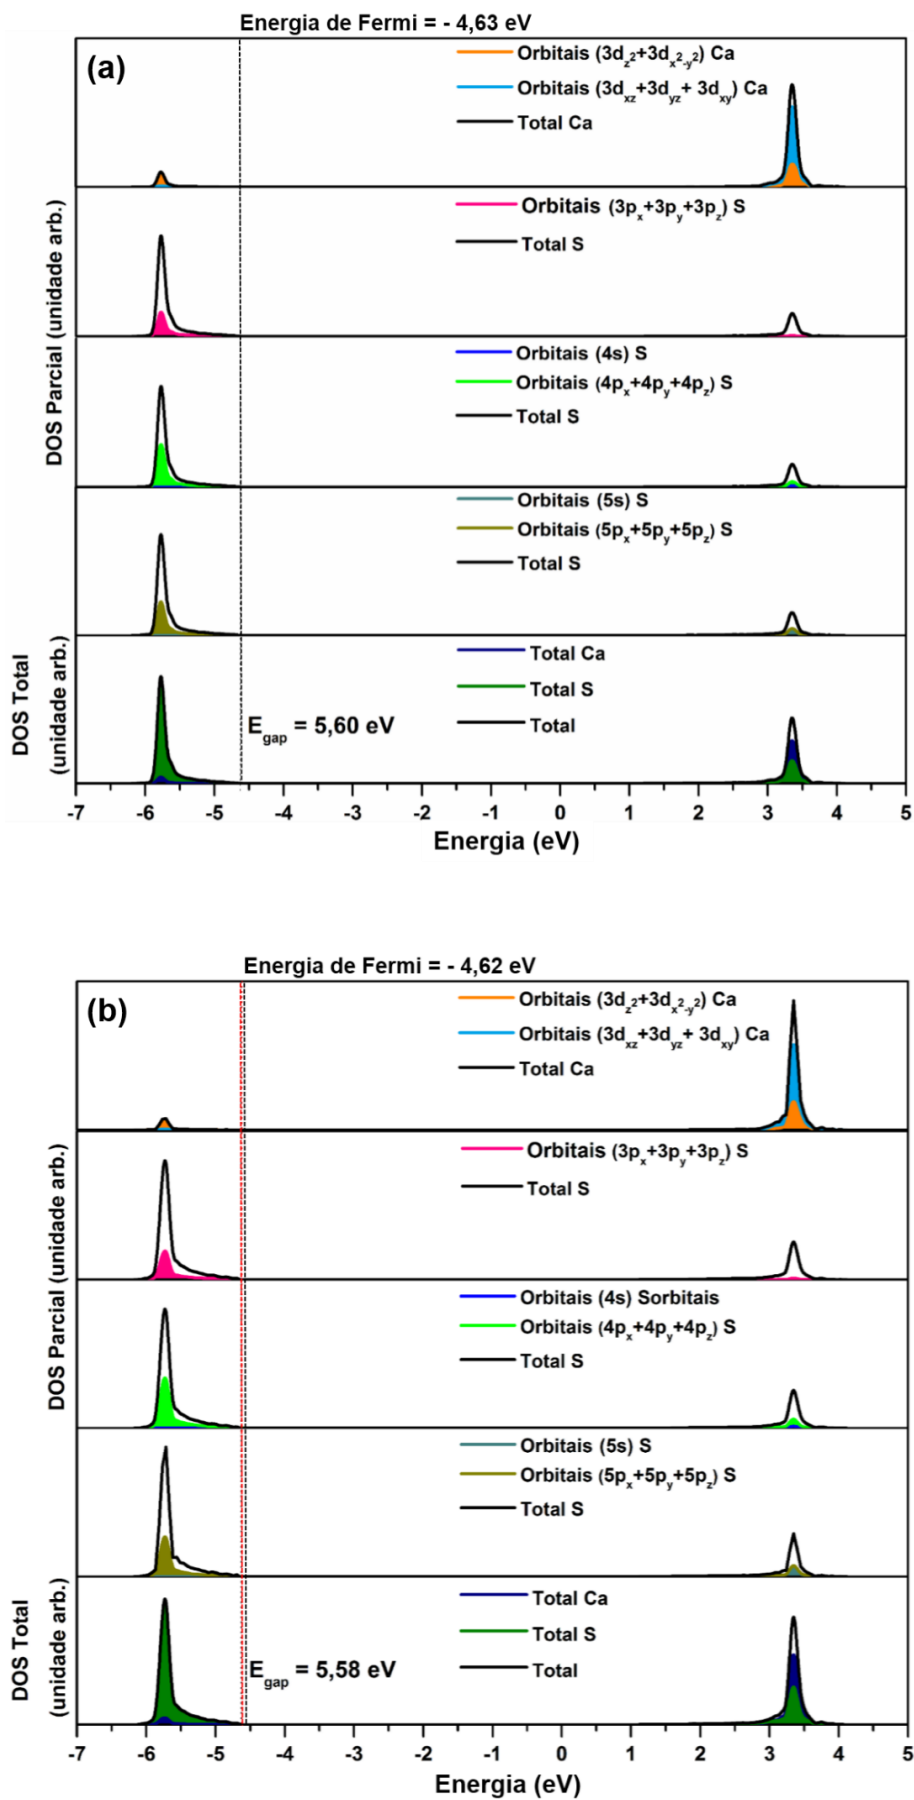 Energia de Fermi = - 4,63 eV
(a)
Orbitais (3dz²+3dx²-y²) Ca
Orbitais (3dxz+3dyz+ 3dxy) Ca
Total Ca
Orbitais (3px+3py+3pz) S
Total S
DOS Parcial (unidade arb.)
Orbitais (4s) S
Orbitais (4px+4py+4pz) S
Total S
Orbitais (5s) S
Orbitais (5px+5py+5pz) S
Total S
DOS Total
(unidade arb.)
Total Ca
Total S
Total
Egap = 5,60 eV
-7 -6 -5 -4 -3 -2 -1 0 1 2 3 4 5
Energia (eV)
Energia de Fermi = - 4,62 eV
(b)
Orbitais (3dz²+3dx²-y²) Ca
Orbitais (3dxz+3dyz+ 3dxy) Ca
Total Ca
Orbitais (3px+3py+3pz) S
Total S
DOS Parcial (unidade arb.)
Orbitais (4s) Sorbitais
Orbitais (4px+4py+4pz) S
Total S
Orbitais (5s) S
Orbitais (5px+5py+5pz) S
Total S
DOS Total
(unidade arb.)
Total Ca
Total S
Total
Egap = 5,58 eV
-7 -6 -5 -4 -3 -2 -1 0 1 2 3 4 5
Energia (eV)